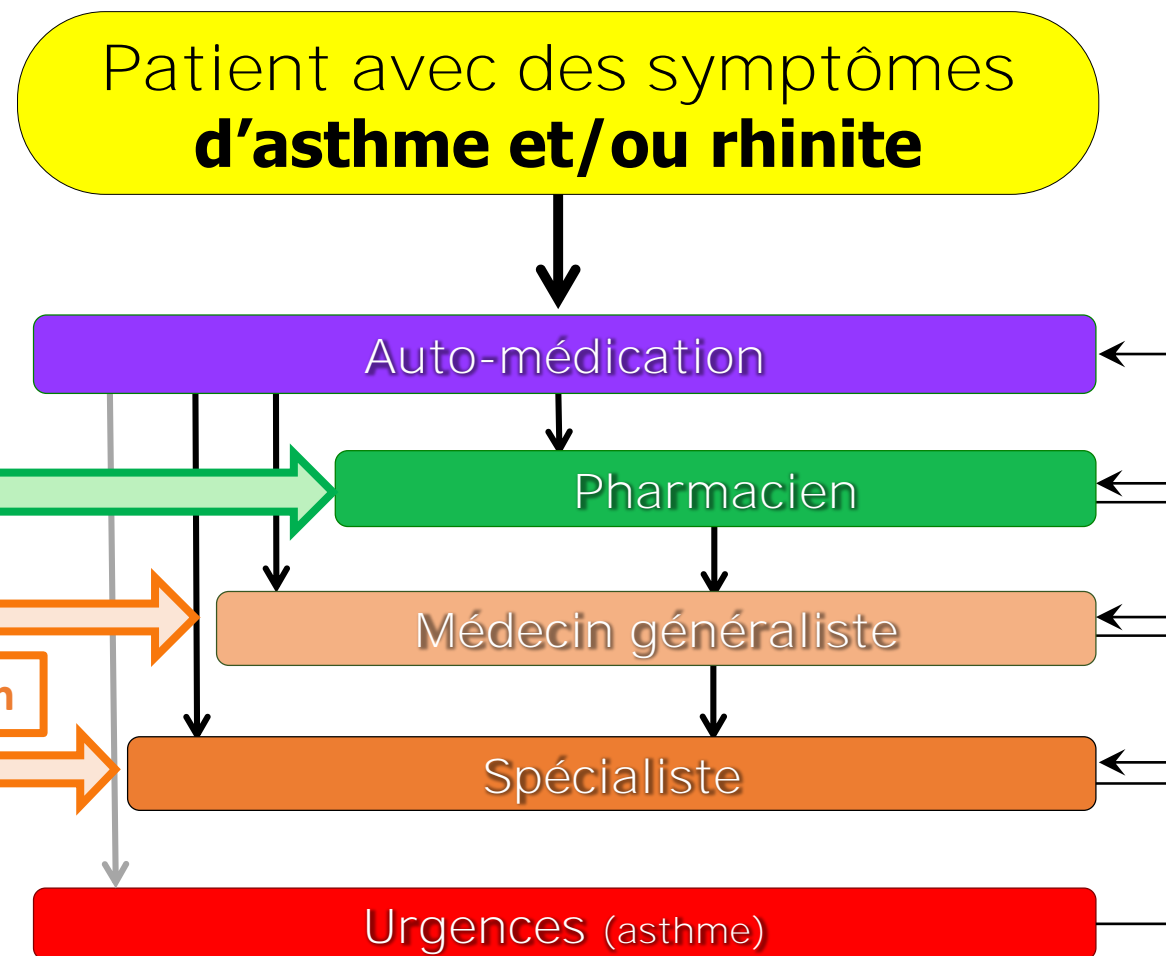 Patient avec des symptômes
d’asthme et/ou rhinite
Auto-médication
Pharmacien
Médecin généraliste
n
Spécialiste
Urgences (asthme)